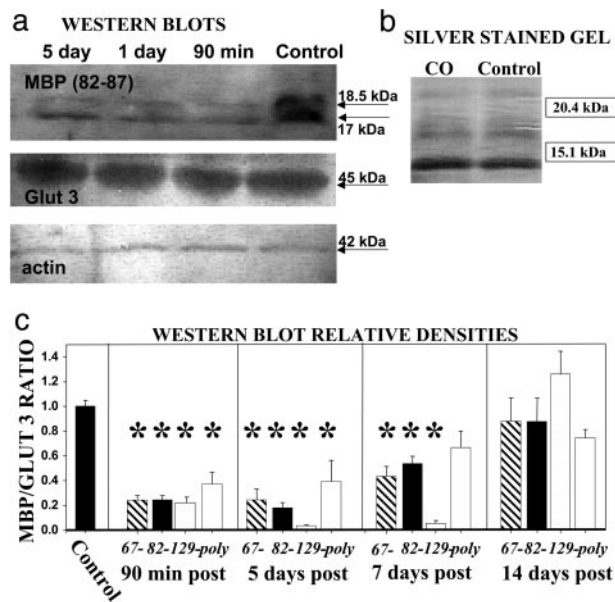 a
WESTERN BLOTS
5 day 1 day 90 min Control
MBP (82-87)
18.5 kDa
17 kDa
Glut 3
45 kDa
actin
42 kDa
b
SILVER STAINED GEL
CO Control
20.4 kDa
15.1 kDa
c
WESTERN BLOT RELATIVE DENSITIES
MBP/GLUT 3 RATIO
1.4
1.2
1.0
0.8
0.6
0.4
0.2
0.0
* * * * * * * * * * *
Control
67- 82-129-poly 67- 82-129-poly 67- 82-129-poly 67-82-129-poly
90 min post 5 days post 7 days post 14 days post